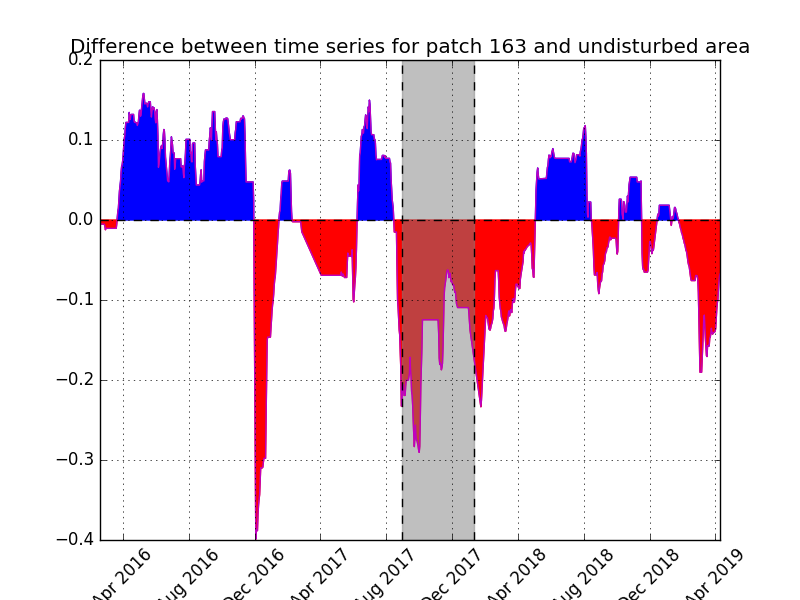 Difference between time series for patch 163 and undisturbed area
0.2
0.1
0.0
−0.1
−0.2
−0.3
−0.4
Apr 2016
Aug 2016
Dec 2016
Apr 2017
Aug 2017
Dec 2017
Apr 2018
Aug 2018
Dec 2018
Apr 2019